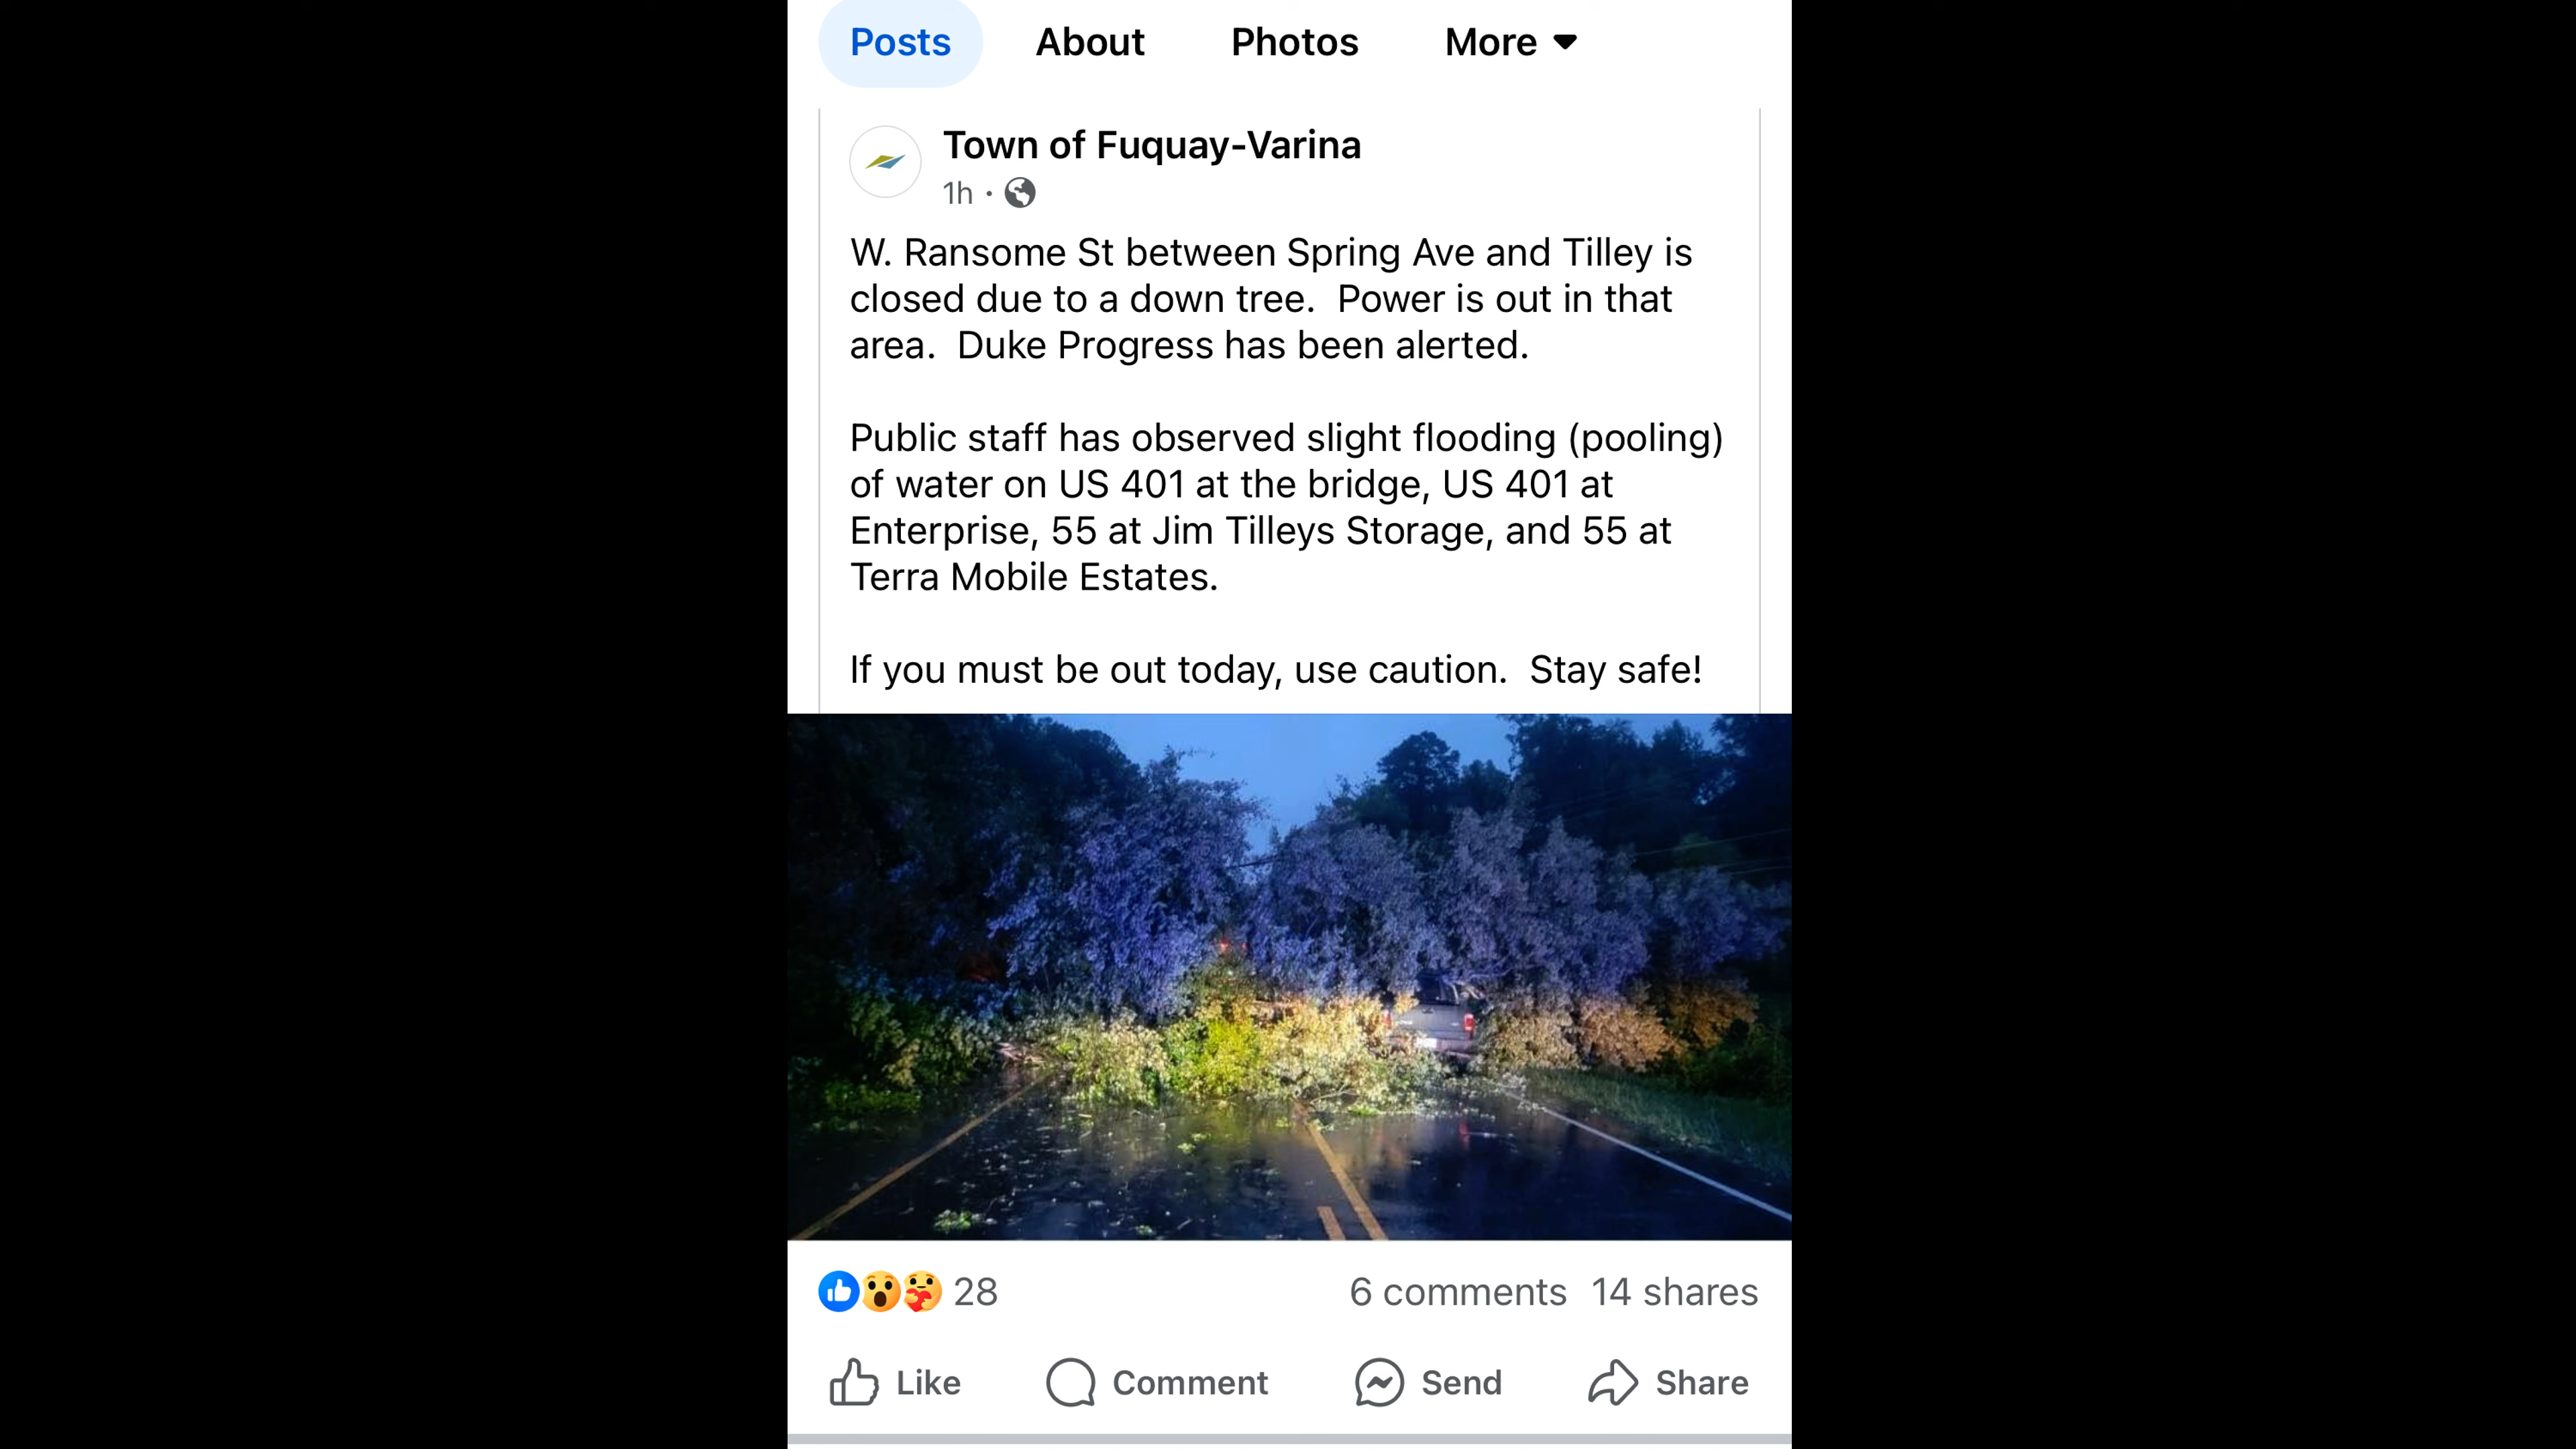 Posts About Photos More
Town of Fuquay-Varina
1h ·
W. Ransome St between Spring Ave and Tilley is
closed due to a down tree.  Power is out in that
area.  Duke Progress has been alerted.
Public staff has observed slight flooding (pooling)
of water on US 401 at the bridge, US 401 at
Enterprise, 55 at Jim Tilleys Storage, and 55 at
Terra Mobile Estates.
If you must be out today, use caution.  Stay safe!
28 6 comments 14 shares
Like Comment Send Share